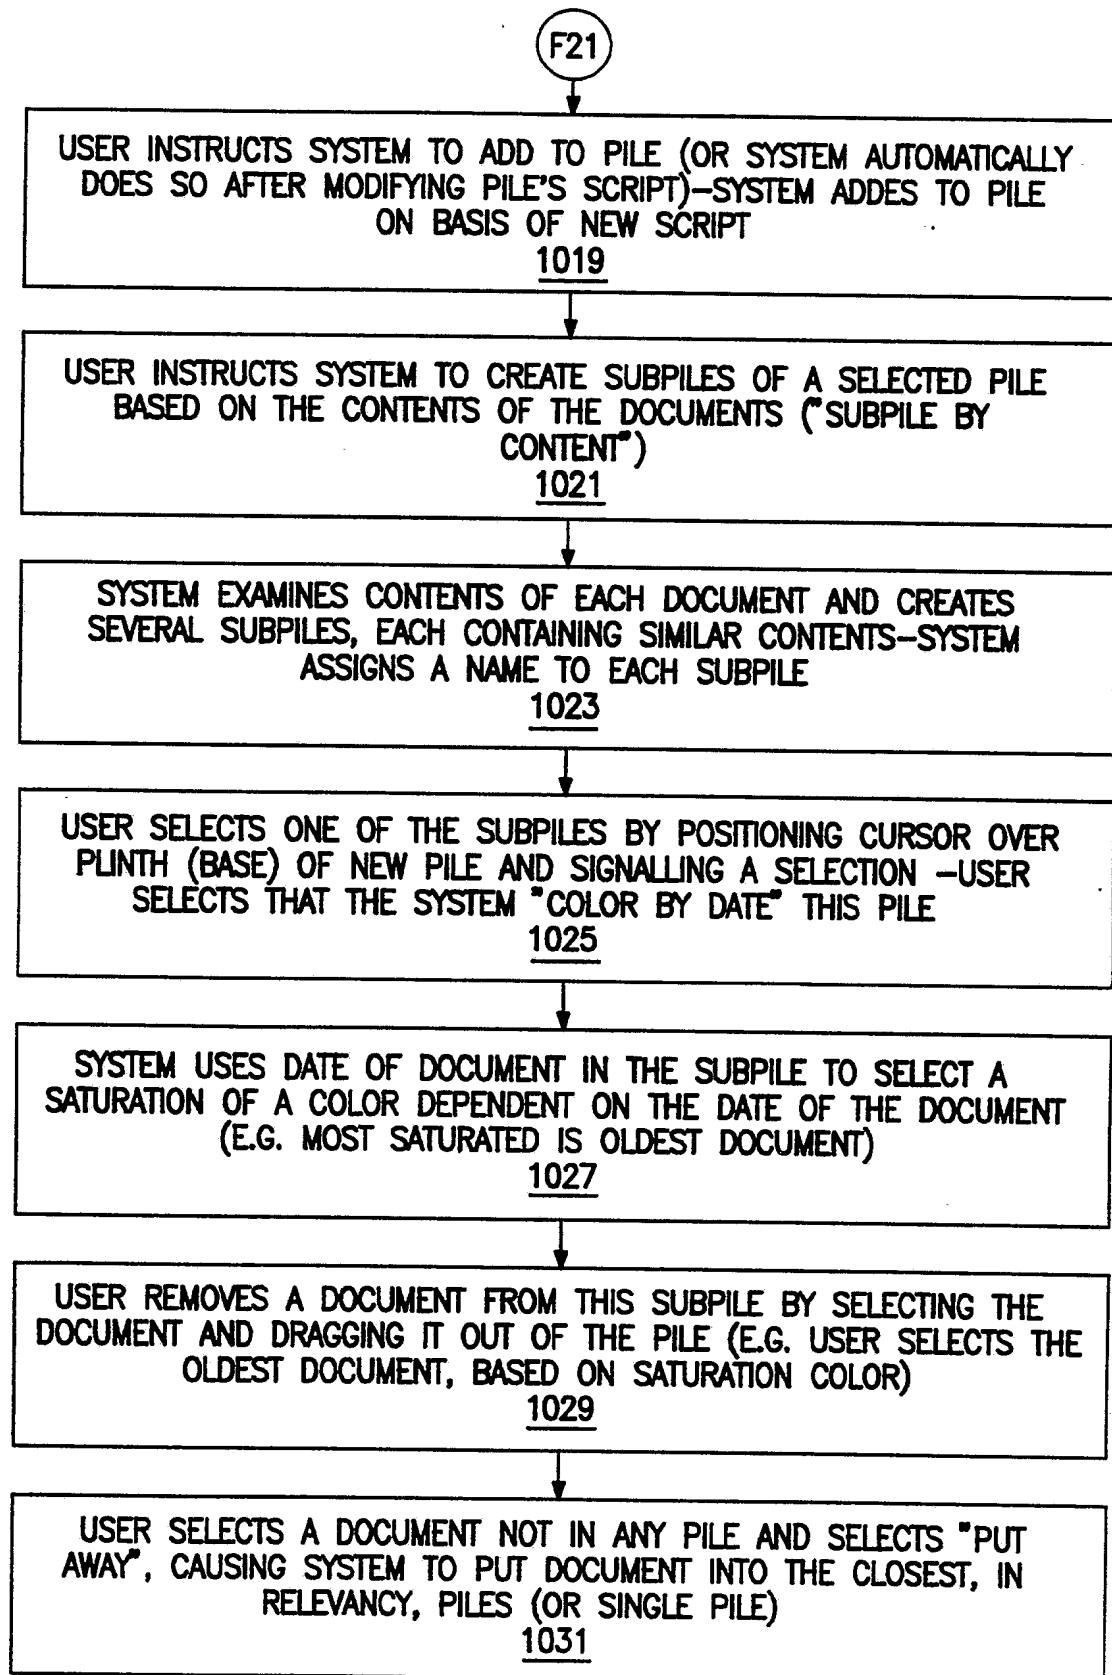 F21
USER INSTRUCTS SYSTEM TO ADD TO PILE (OR SYSTEM AUTOMATICALLY
DOES SO AFTER MODIFYING PILE'S SCRIPT)-SYSTEM ADDES TO PILE
ON BASIS OF NEW SCRIPT
1019
USER INSTRUCTS SYSTEM TO CREATE SUBPILES OF A SELECTED PILE
BASED ON THE CONTENTS OF THE DOCUMENTS ("SUBPILE BY
CONTENT")
1021
SYSTEM EXAMINES CONTENTS OF EACH DOCUMENT AND CREATES
SEVERAL SUBPILES, EACH CONTAINING SIMILAR CONTENTS-SYSTEM
ASSIGNS A NAME TO EACH SUBPILE
1023
USER SELECTS ONE OF THE SUBPILES BY POSITIONING CURSOR OVER
PLINTH (BASE) OF NEW PILE AND SIGNALLING A SELECTION -USER
SELECTS THAT THE SYSTEM "COLOR BY DATE" THIS PILE
1025
SYSTEM USES DATE OF DOCUMENT IN THE SUBPILE TO SELECT A
SATURATION OF A COLOR DEPENDENT ON THE DATE OF THE DOCUMENT
(E.G. MOST SATURATED IS OLDEST DOCUMENT)
1027
USER REMOVES A DOCUMENT FROM THIS SUBPILE BY SELECTING THE
DOCUMENT AND DRAGGING IT OUT OF THE PILE (E.G. USER SELECTS THE
OLDEST DOCUMENT, BASED ON SATURATION COLOR)
1029
USER SELECTS A DOCUMENT NOT IN ANY PILE AND SELECTS "PUT
AWAY", CAUSING SYSTEM TO PUT DOCUMENT INTO THE CLOSEST, IN
RELEVANCY, PILES (OR SINGLE PILE)
1031